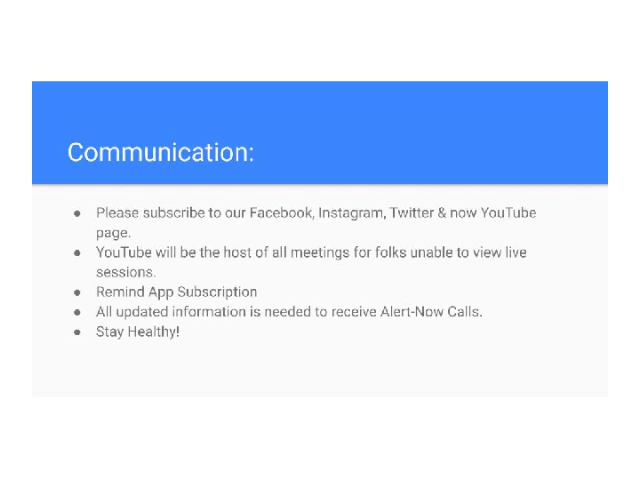 Communication:
● Please subscribe to our Facebook, Instagram, Twitter & now YouTube
page.
● YouTube will be the host of all meetings for folks unable to view live
sessions.
● Remind App Subscription
● All updated information is needed to receive Alert-Now Calls.
● Stay Healthy!